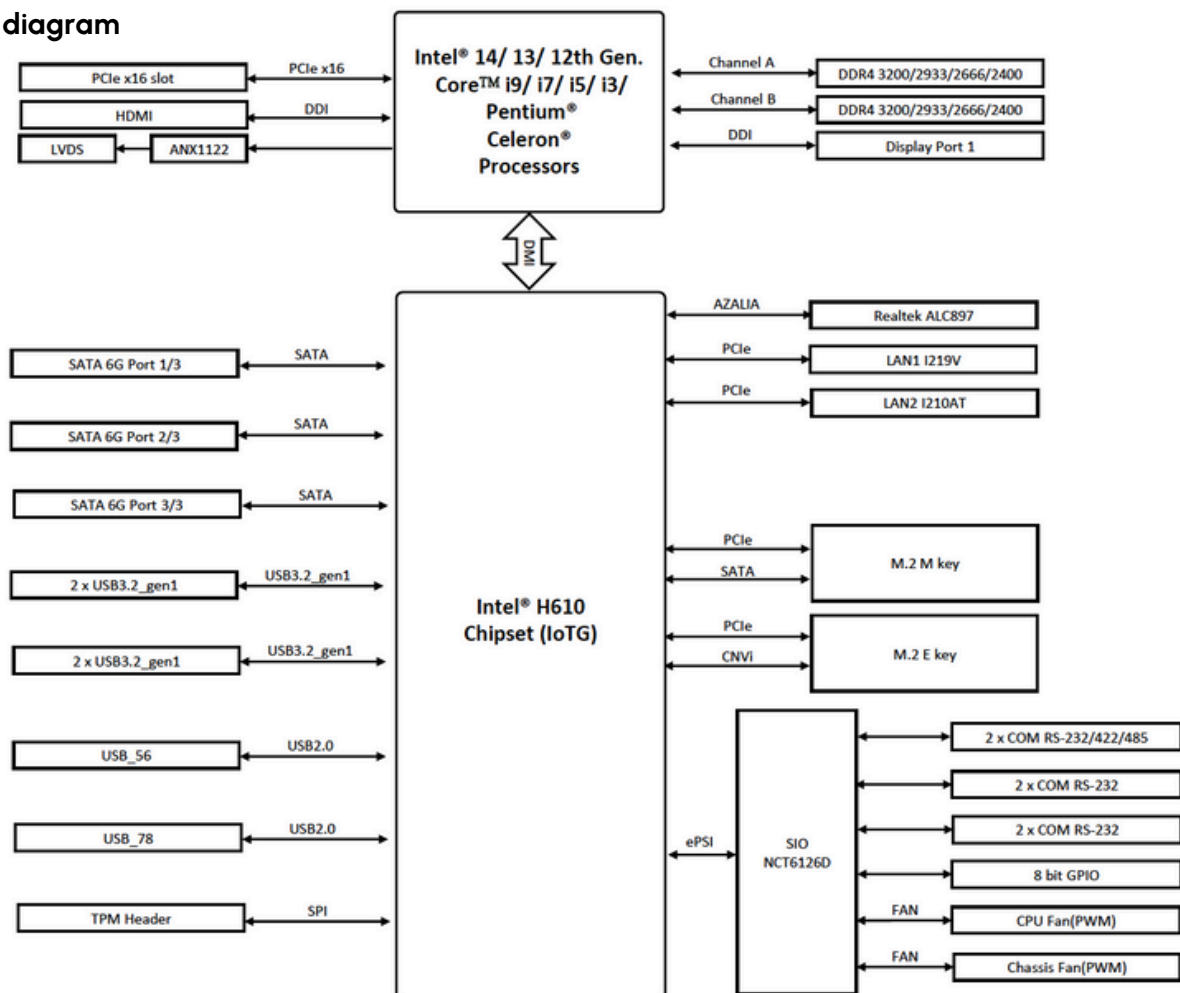 diagram
Intel® 14/ 13/ 12th Gen.
Core™ i9/ i7/ i5/ i3/
Pentium®
Celeron®
Processors
PCIe x16 slot
PCIe x16
HDMI
DDI
LVDS
ANX1122
Channel A
DDR4 3200/2933/2666/2400
Channel B
DDR4 3200/2933/2666/2400
DDI
Display Port 1
DMI
Intel® H610
Chipset (IoTG)
SATA 6G Port 1/3
SATA
SATA 6G Port 2/3
SATA
SATA 6G Port 3/3
SATA
2 x USB3.2_gen1
USB3.2_gen1
2 x USB3.2_gen1
USB3.2_gen1
USB_56
USB2.0
USB_78
USB2.0
TPM Header
SPI
AZALIA
Realtek ALC897
PCIe
LAN1 I219V
PCIe
LAN2 I210AT
PCIe
SATA
M.2 M key
PCIe
CNVi
M.2 E key
ePSI
SIO
NCT6126D
2 x COM RS-232/422/485
2 x COM RS-232
2 x COM RS-232
8 bit GPIO
FAN
CPU Fan(PWM)
FAN
Chassis Fan(PWM)